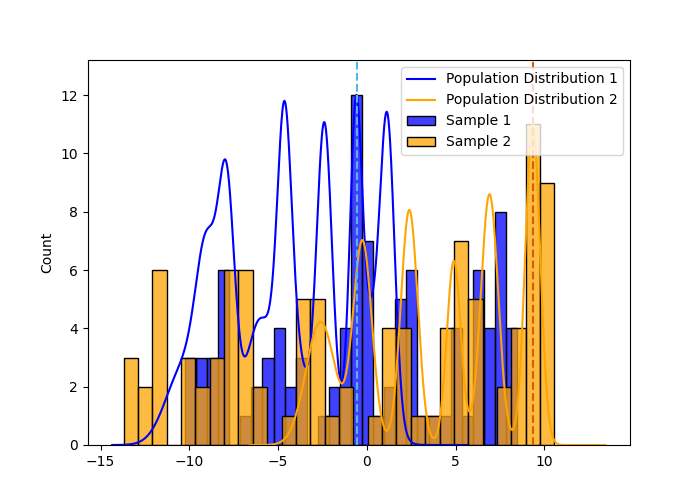 Population Distribution 1
Population Distribution 2
Sample 1
Sample 2
Count
12
10
8
6
4
2
0
−15
−10
−5
0
5
10